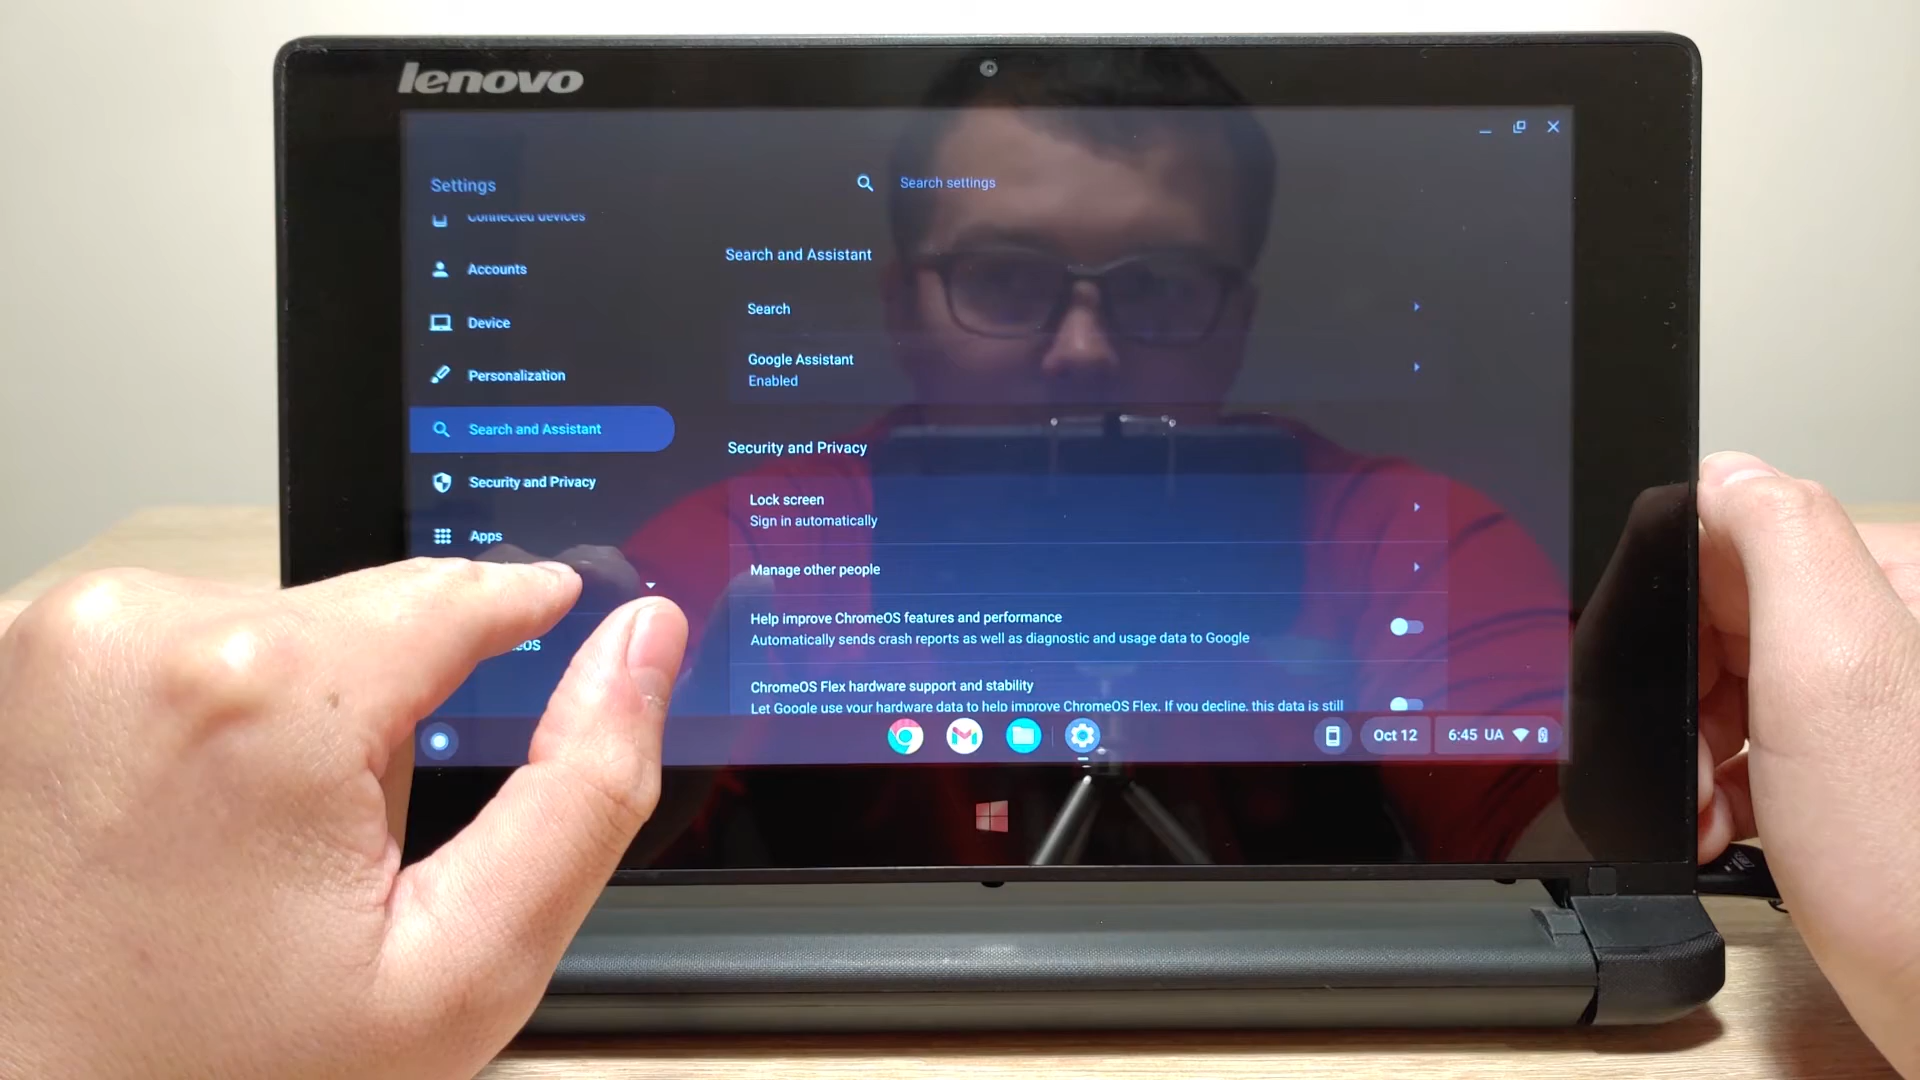 lenovo
Settings
Search settings
Connected devices
Accounts
Device
Personalization
Search and Assistant
Security and Privacy
Apps
Search and Assistant
Search
Google Assistant
Enabled
Security and Privacy
Lock screen
Sign in automatically
Manage other people
Help improve ChromeOS features and performance
Automatically sends crash reports as well as diagnostic and usage data to Google
ChromeOS Flex hardware support and stability
Let Google use your hardware data to help improve ChromeOS Flex. If you decline, this data is still
Oct 12
6:45 UA